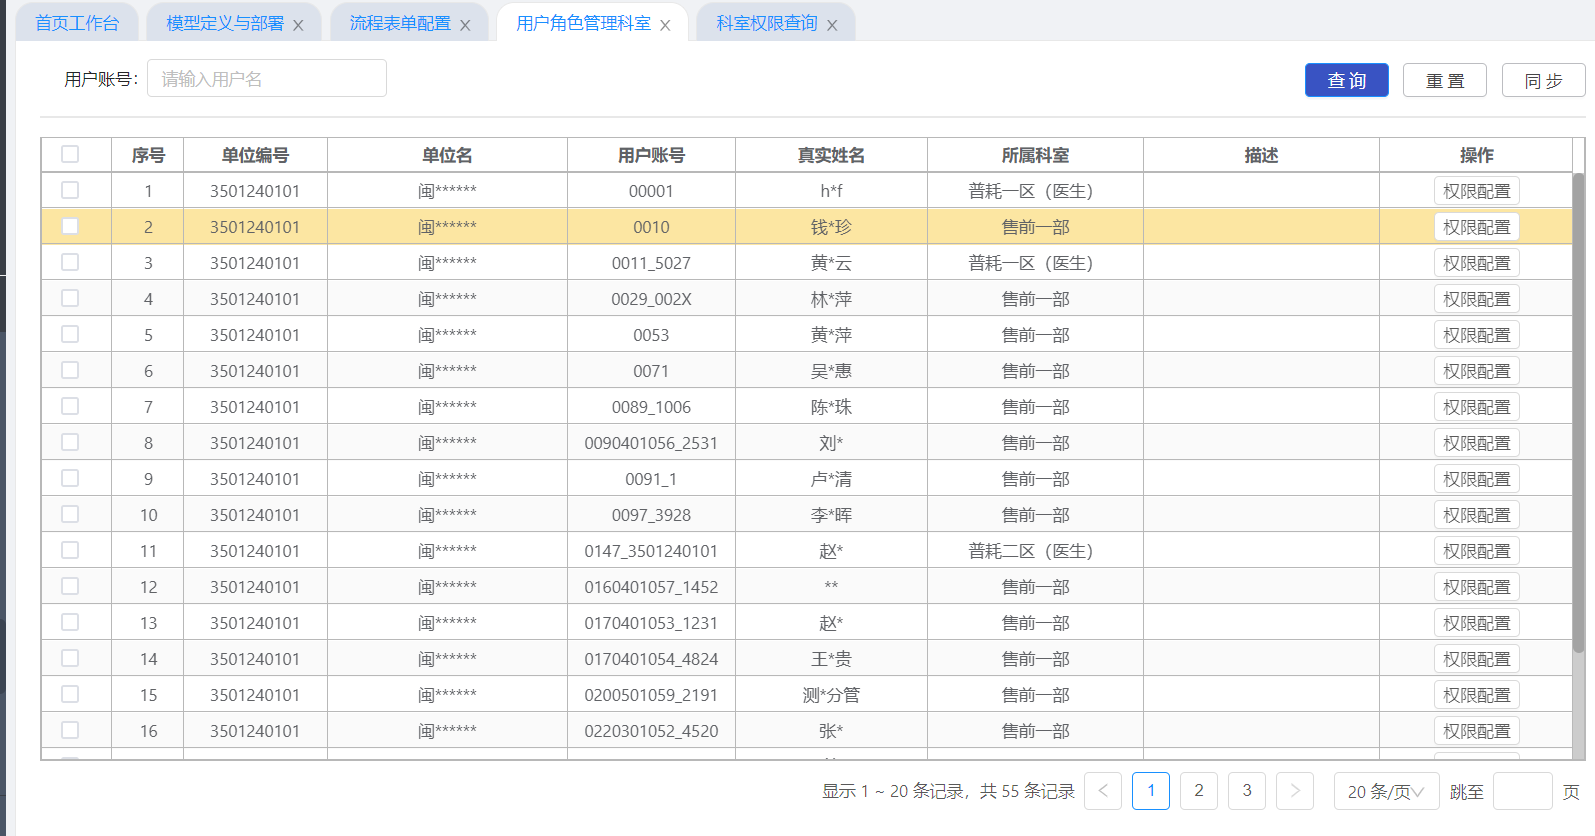 首页工作台 模型定义与部署 × 流程表单配置 × 用户角色管理科室 × 科室权限查询 ×
用户账号: 请输入用户名 查 询 重 置 同 步
序号 单位编号 单位名 用户账号 真实姓名 所属科室 描述 操作
1 3501240101 闽****** 00001 h*f 普耗一区（医生） 权限配置
2 3501240101 闽****** 0010 钱*珍 售前一部 权限配置
3 3501240101 闽****** 0011_5027 黄*云 普耗一区（医生） 权限配置
4 3501240101 闽****** 0029_002X 林*萍 售前一部 权限配置
5 3501240101 闽****** 0053 黄*萍 售前一部 权限配置
6 3501240101 闽****** 0071 吴*惠 售前一部 权限配置
7 3501240101 闽****** 0089_1006 陈*珠 售前一部 权限配置
8 3501240101 闽****** 0090401056_2531 刘* 售前一部 权限配置
9 3501240101 闽****** 0091_1 卢*清 售前一部 权限配置
10 3501240101 闽****** 0097_3928 李*晖 售前一部 权限配置
11 3501240101 闽****** 0147_3501240101 赵* 普耗二区（医生） 权限配置
12 3501240101 闽****** 0160401057_1452 ** 售前一部 权限配置
13 3501240101 闽****** 0170401053_1231 赵* 售前一部 权限配置
14 3501240101 闽****** 0170401054_4824 王*贵 售前一部 权限配置
15 3501240101 闽****** 0200501059_2191 测*分管 售前一部 权限配置
16 3501240101 闽****** 0220301052_4520 张* 售前一部 权限配置
显示 1 ~ 20 条记录，共 55 条记录 < 1 2 3 > 20 条/页 跳至 页